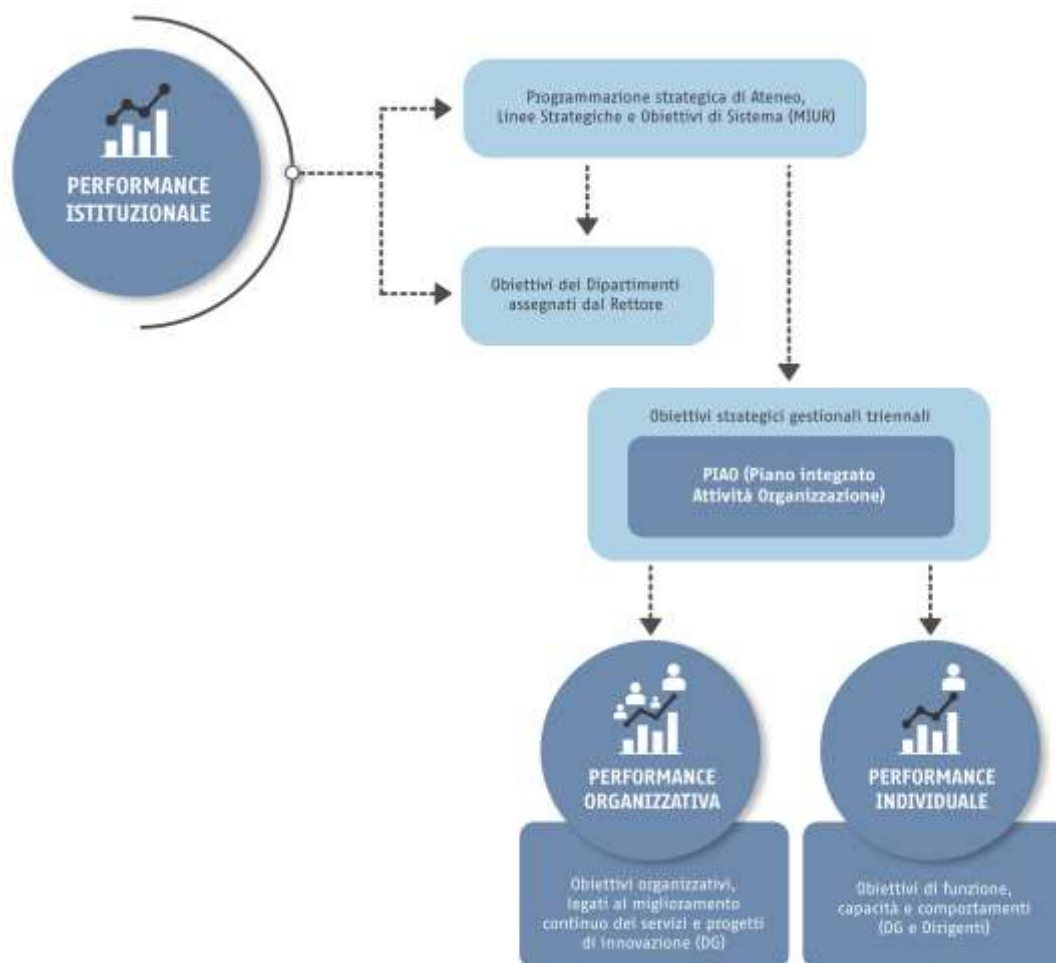 PERFORMANCE
ISTITUZIONALE
Programmazione strategica di Ateneo,
Linee Strategiche e Obiettivi di Sistema (MIUR)
Obiettivi dei Dipartimenti
assegnati dal Rettore
Obiettivi strategici gestionali triennali
PIAO (Piano integrato
Attività Organizzazione)
PERFORMANCE
ORGANIZZATIVA
Obiettivi organizzativi,
legati al miglioramento
continuo dei servizi e progetti
di innovazione (DG)
PERFORMANCE
INDIVIDUALE
Obiettivi di funzione,
capacità e comportamenti
(DG e Dirigenti)